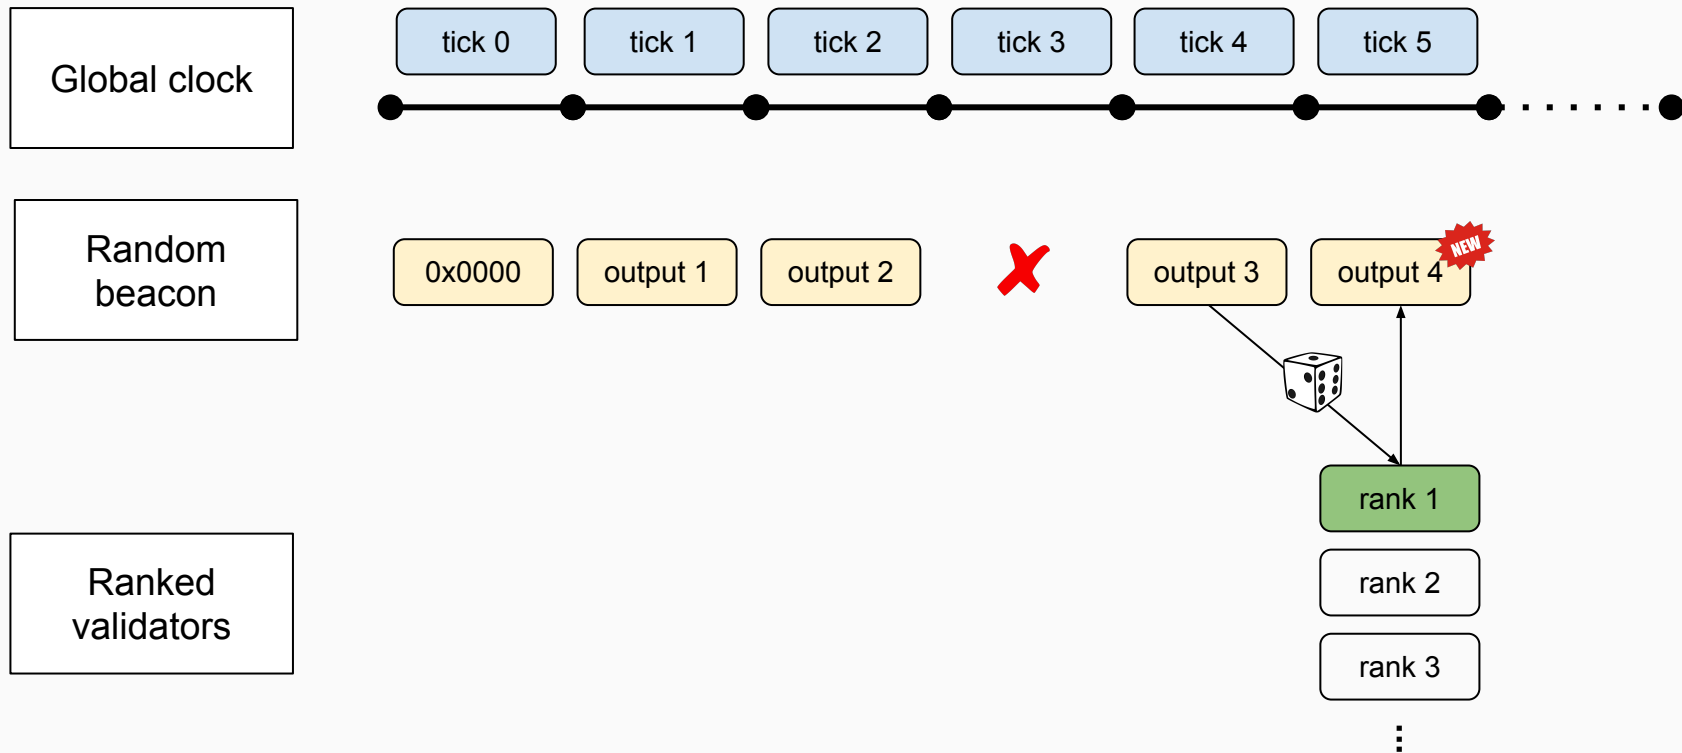 Global clock
tick 0
tick 1
tick 2
tick 3
tick 4
tick 5
Random
beacon
0x0000
output 1
output 2
output 3
output 4
NEW
Ranked
validators
rank 1
rank 2
rank 3